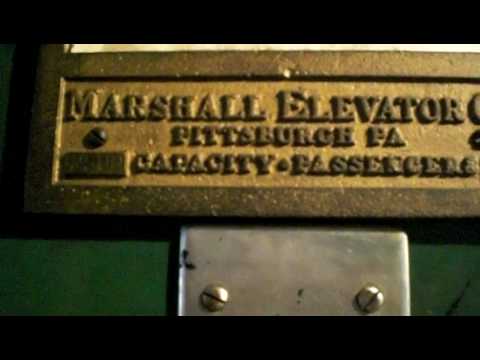 MARSHALL ELEVATOR
PITTSBURGH PA
CAPACITY • PASSENGERS